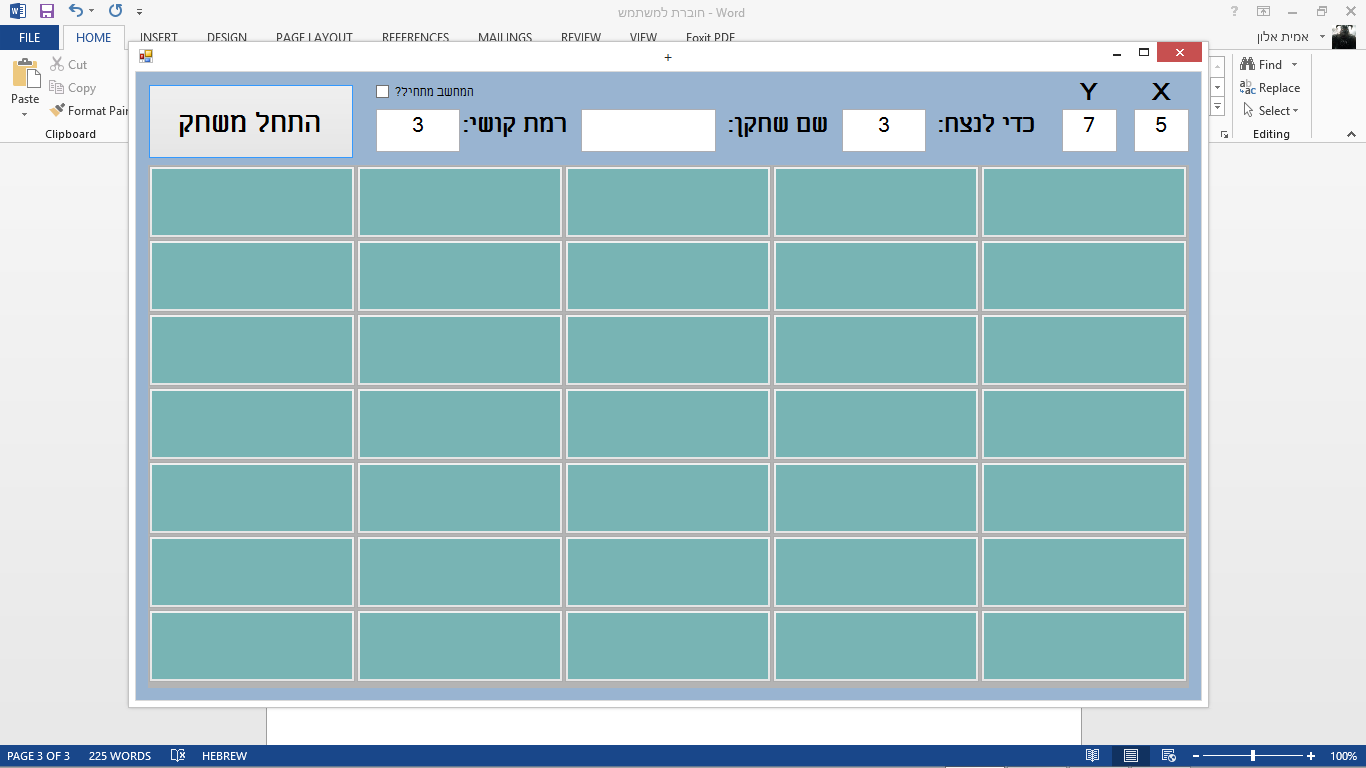 חוברת למשתמש - Word
FILE HOME INSERT DESIGN PAGE LAYOUT REFERENCES MAILINGS REVIEW VIEW Foxit PDF אמית אלון
Paste
Cut
Copy
Format Pain
Clipboard
Find
Replace
Select
Editing
המחשב מתחיל?
Y X
התחל משחק
רמת קושי: 3
שם שחקן:
כדי לנצח: 3
7 5
PAGE 3 OF 3 225 WORDS HEBREW 100%